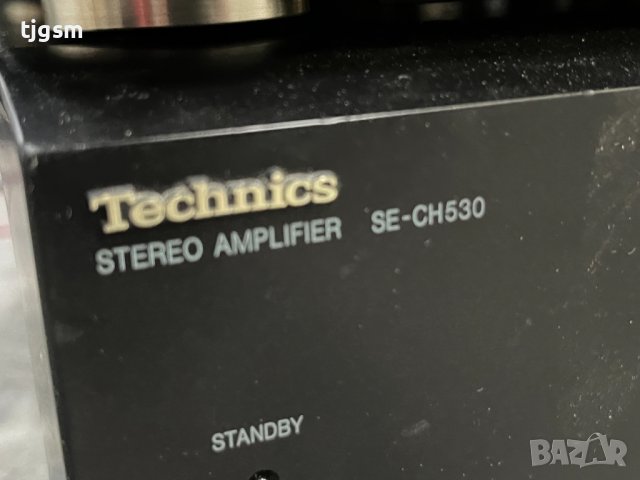 tjgsm
Technics
STEREO AMPLIFIER SE-CH530
STANDBY
BAZAR